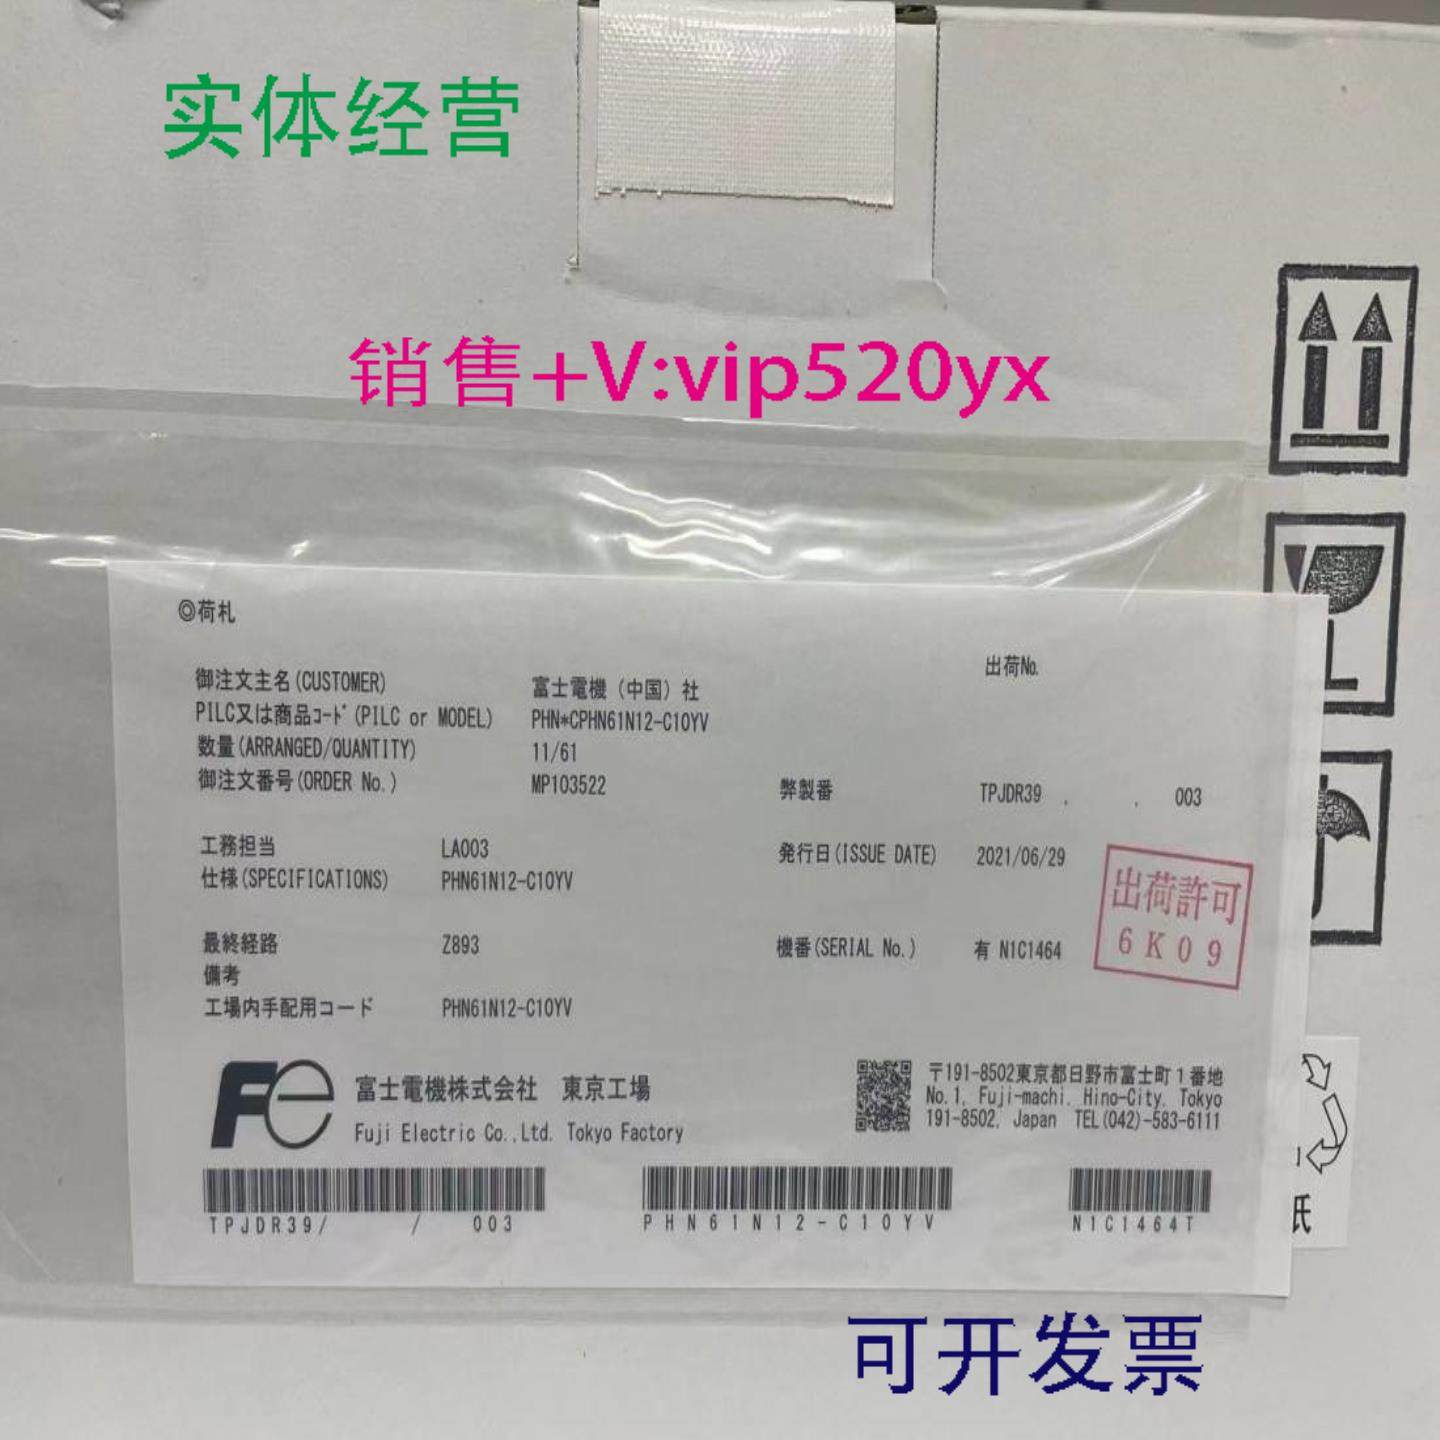 实体经营
销售+V:vip520yx
◎荷札
御注文主名(CUSTOMER) 富士電機（中国）社 出荷No.
PILC又は商品ｺｰﾄﾞ(PILC or MODEL) PHN*CPHN61N12-C10YV
数量(ARRANGED/QUANTITY) 11/61
御注文番号(ORDER No.) MP103522 弊製番 TPJDR39 , , 003
工務担当 LA003 発行日(ISSUE DATE) 2021/06/29
仕様(SPECIFICATIONS) PHN61N12-C10YV
出荷許可
6K09
最終経路 Z893 機番(SERIAL No.) 有 N1C1464
備考
工場内手配用コード PHN61N12-C10YV
Fe 富士電機株式会社 東京工場
Fuji Electric Co.,Ltd. Tokyo Factory
〒191-8502東京都日野市富士町１番地
No.1, Fuji-machi, Hino-City, Tokyo
191-8502, Japan TEL(042)-583-6111
TPJDR39/ / 003 PHN61N12-C10YV N1C1464T
紙
可开发票